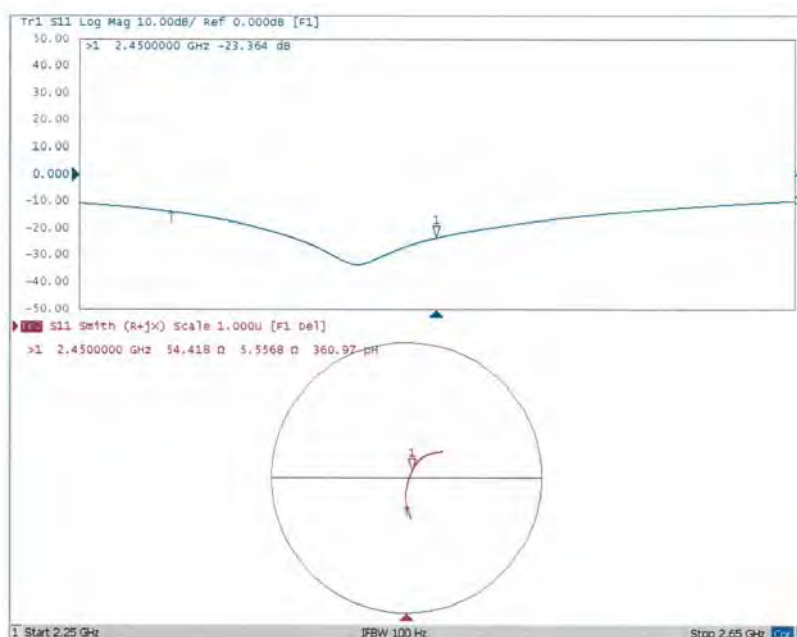 Tr1 S11 Log Mag 10.00dB/ Ref 0.000dB [F1]
50.00
>1 2.4500000 GHz -23.364 dB
40.00
30.00
20.00
10.00
0.000
-10.00
-20.00
1
-30.00
-40.00
-50.00
S11 Smith (R+jX) Scale 1.000U [F1 Del]
>1 2.4500000 GHz 54.418 Ω 5.5568 Ω 360.97 pH
1
1 Start 2.25 GHz IFBW 100 Hz Stop 2.65 GHz